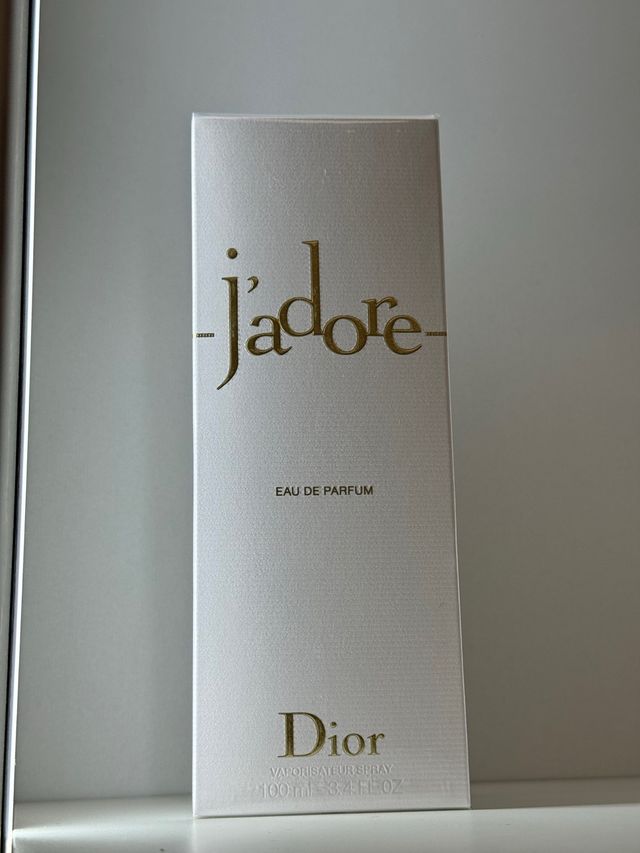 j'adore
EAU DE PARFUM
Dior
VAPORISATEUR SPRAY
100 ml - 3.4 FL.OZ